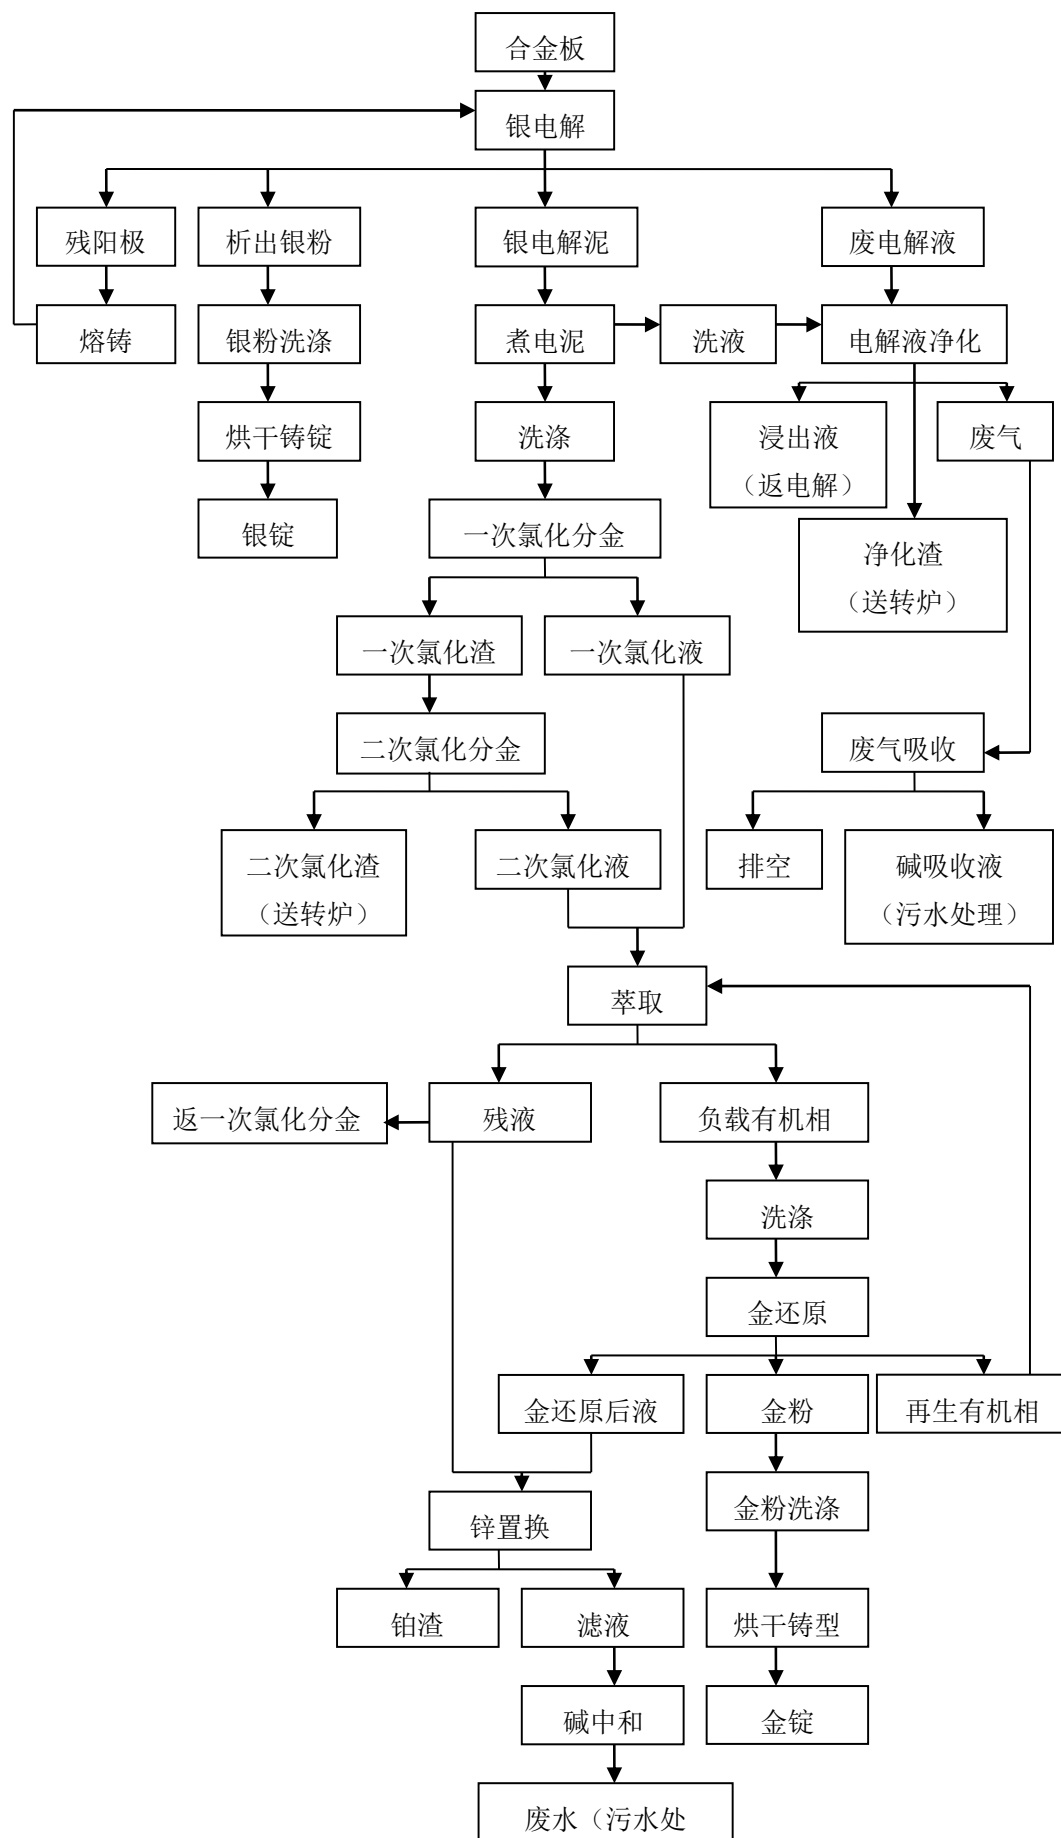 合金板
银电解
残阳极
析出银粉
银电解泥
废电解液
熔铸
银粉洗涤
煮电泥
洗液
电解液净化
烘干铸锭
洗涤
浸出液
（返电解）
废气
银锭
一次氯化分金
净化渣
（送转炉）
一次氯化渣
一次氯化液
二次氯化分金
废气吸收
二次氯化渣
（送转炉）
二次氯化液
排空
碱吸收液
（污水处理）
萃取
返一次氯化分金
残液
负载有机相
洗涤
金还原
金还原后液
金粉
再生有机相
锌置换
金粉洗涤
铂渣
滤液
烘干铸型
碱中和
金锭
废水（污水处